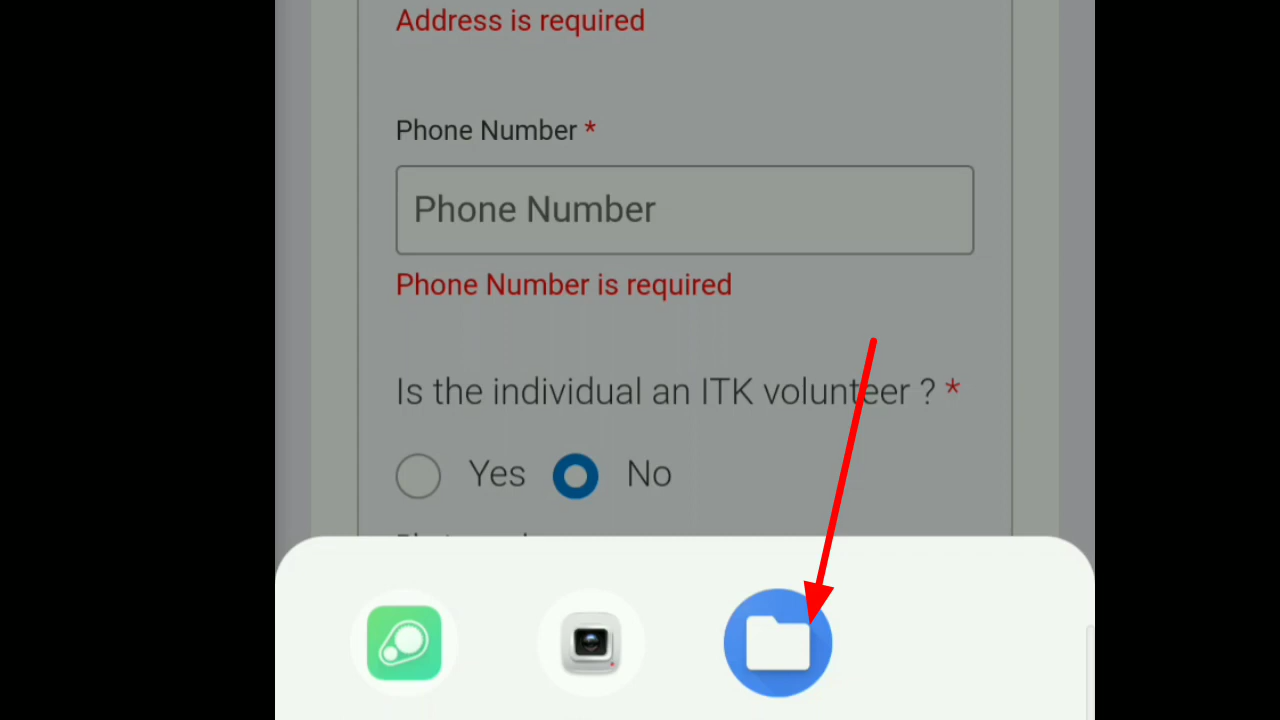 Address is required
Phone Number *
Phone Number
Phone Number is required
Is the individual an ITK volunteer ? *
Yes No